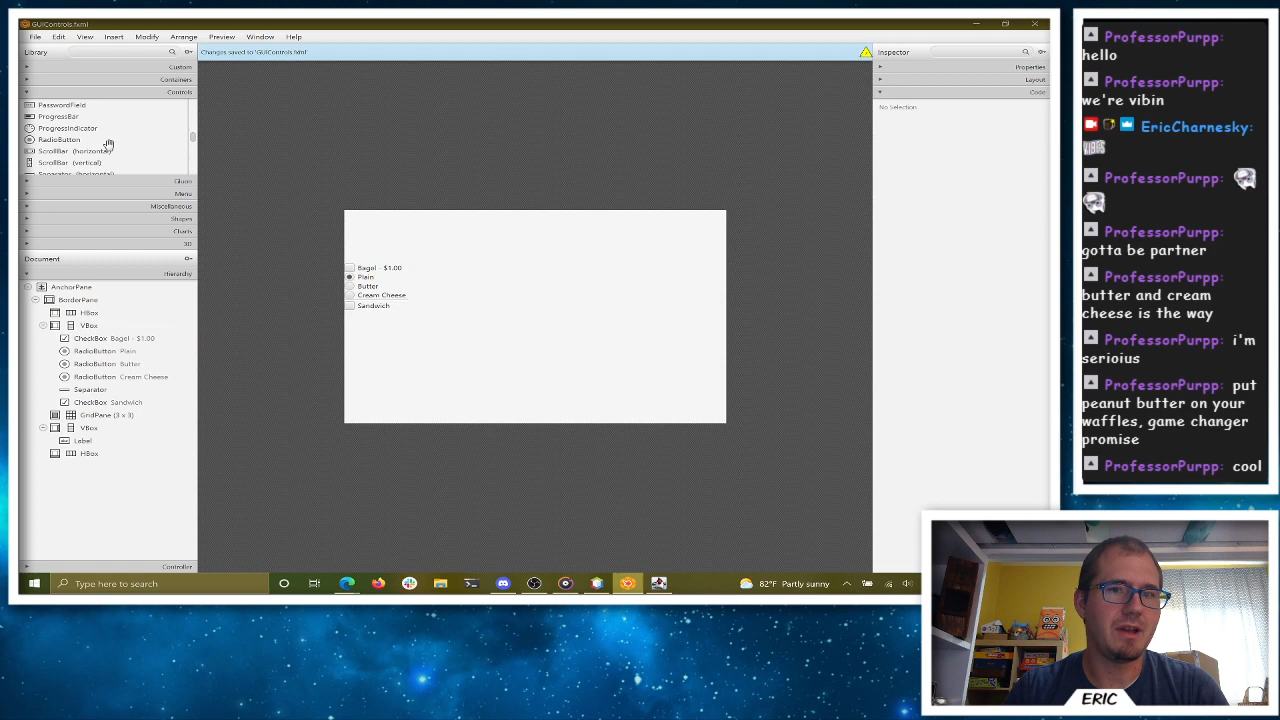 GUIControls.fxml
File Edit View Insert Modify Arrange Preview Window Help
Library
Changes saved to 'GUIControls.fxml'
Inspector
Custom
Containers
Controls
PasswordField
ProgressBar
ProgressIndicator
RadioButton
ScrollBar (horizontal)
ScrollBar (vertical)
Separator (horizontal)
Gluon
Menu
Miscellaneous
Shapes
Charts
3D
Document
Hierarchy
AnchorPane
BorderPane
HBox
VBox
CheckBox Bagel - $1.00
RadioButton Plain
RadioButton Butter
RadioButton Cream Cheese
Separator
CheckBox Sandwich
GridPane (3 x 3)
VBox
Label
HBox
Controller
Bagel - $1.00
Plain
Butter
Cream Cheese
Sandwich
Properties
Layout
Code
No Selection
Type here to search
82°F Partly sunny
ProfessorPurpp:
hello
ProfessorPurpp:
we're vibin
EricCharnesky:
VIBES
ProfessorPurpp:
ProfessorPurpp:
gotta be partner
ProfessorPurpp:
butter and cream
cheese is the way
ProfessorPurpp: i'm
serioius
ProfessorPurpp: put
peanut butter on your
waffles, game changer
promise
ProfessorPurpp: cool
ERIC